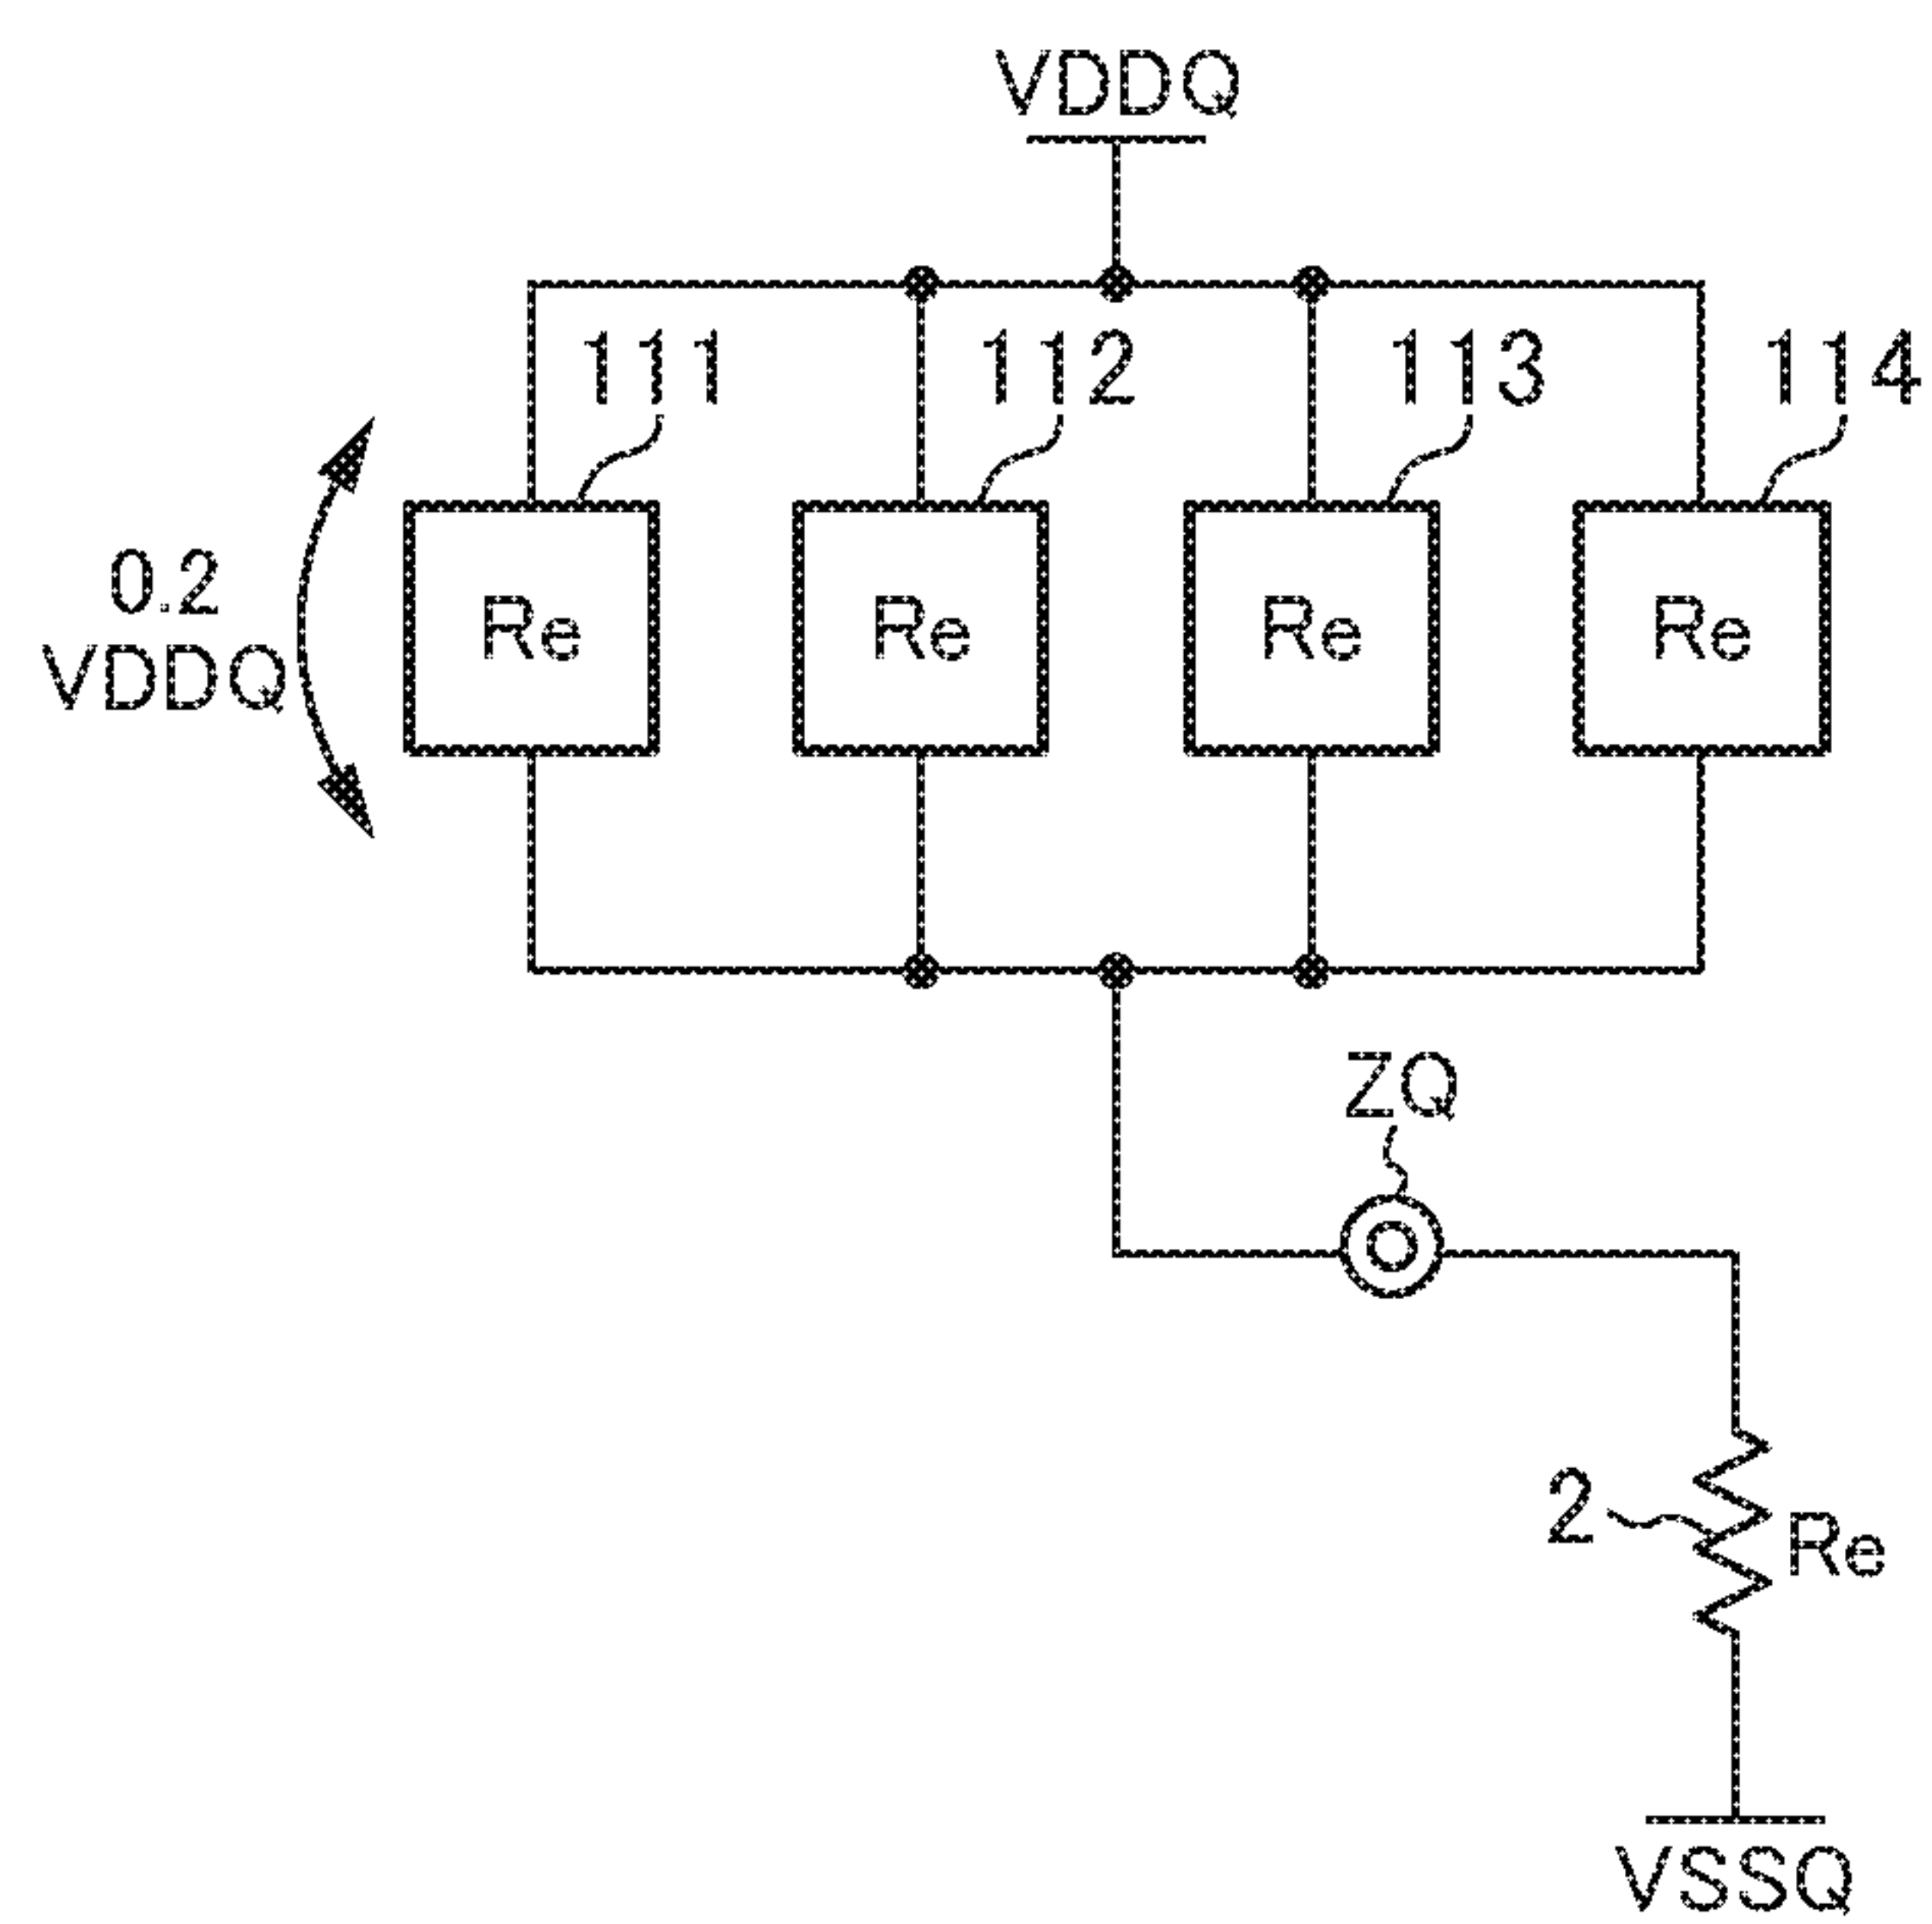 VDDQ
111 112 113 114
0.2
VDDQ
Re Re Re Re
ZQ
2 Re
VSSQ